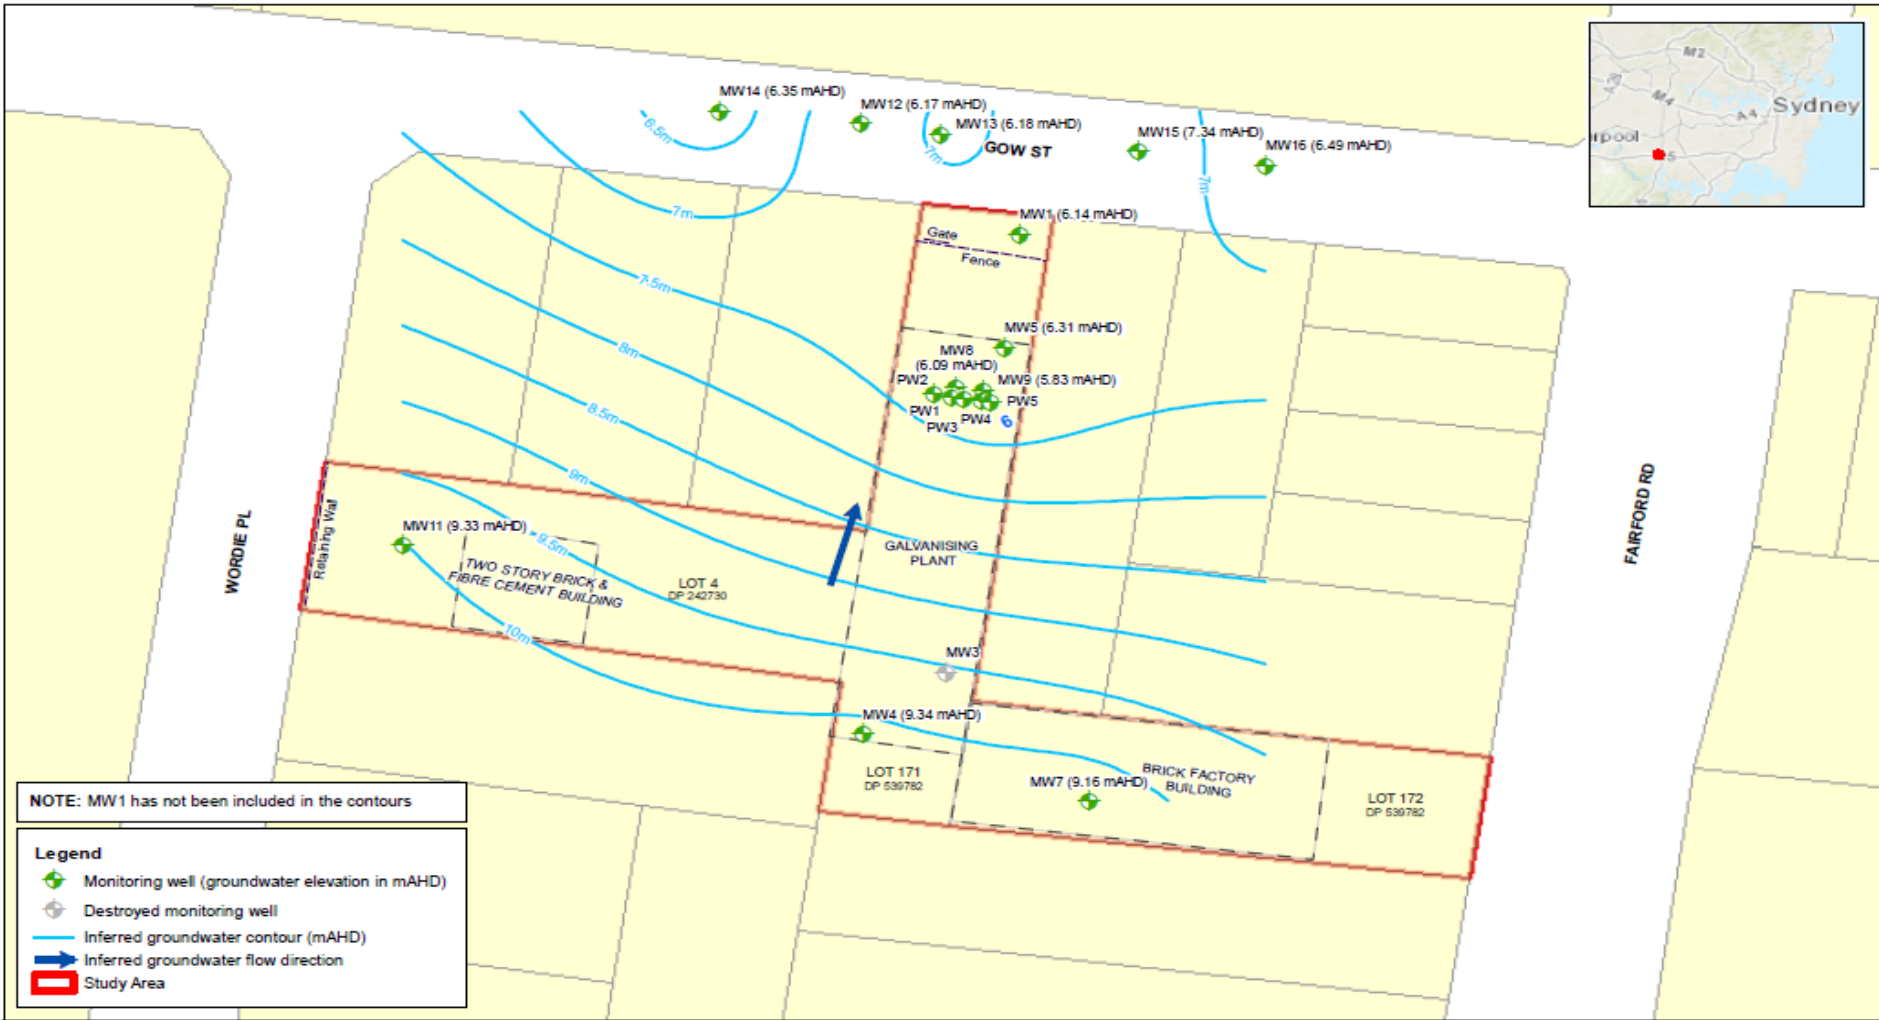 MW14 (6.35 mAHD)
MW12 (6.17 mAHD)
MW13 (6.18 mAHD)
GOW ST
MW15 (7.34 mAHD)
MW16 (6.49 mAHD)
M2
M4
A4
Sydney
rpool
5
6.5m
7m
7m
7m
MW1 (6.14 mAHD)
Gate
Fence
7.5m
MW5 (6.31 mAHD)
MW8
(6.09 mAHD)
MW9 (5.83 mAHD)
PW2
PW1
PW3
PW4
PW5
6
8m
8.5m
9m
9.5m
10m
WORDIE PL
FAIRFORD RD
Retaining Wall
MW11 (9.33 mAHD)
TWO STORY BRICK &
FIBRE CEMENT BUILDING
LOT 4
DP 242730
GALVANISING
PLANT
MW3
MW4 (9.34 mAHD)
LOT 171
DP 539782
MW7 (9.16 mAHD)
BRICK FACTORY
BUILDING
LOT 172
DP 539782
NOTE: MW1 has not been included in the contours
Legend
Monitoring well (groundwater elevation in mAHD)
Destroyed monitoring well
Inferred groundwater contour (mAHD)
Inferred groundwater flow direction
Study Area